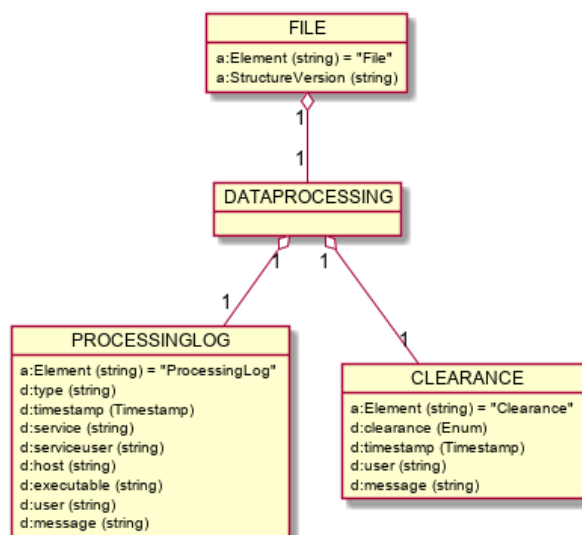 FILE
a:Element (string) = "File"
a:StructureVersion (string)
1
1
DATAPROCESSING
1
1
1
1
PROCESSINGLOG
a:Element (string) = "ProcessingLog"
d:type (string)
d:timestamp (Timestamp)
d:service (string)
d:serviceuser (string)
d:host (string)
d:executable (string)
d:user (string)
d:message (string)
CLEARANCE
a:Element (string) = "Clearance"
d:clearance (Enum)
d:timestamp (Timestamp)
d:user (string)
d:message (string)